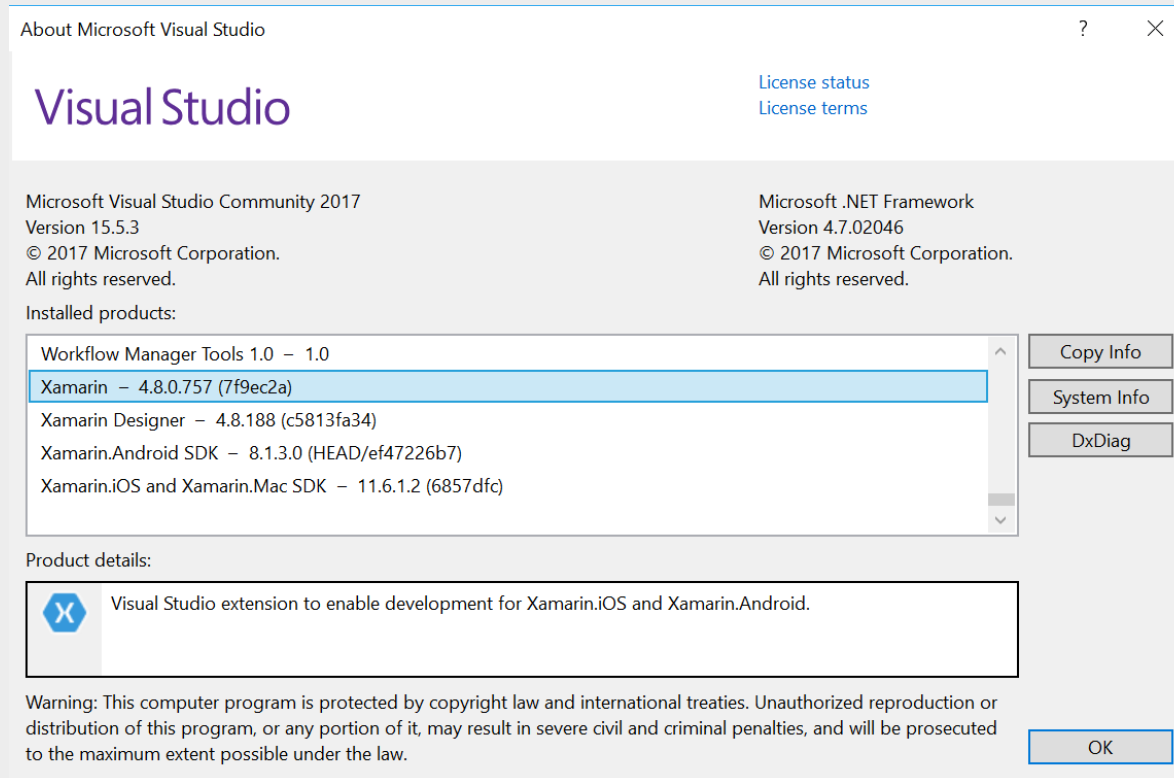 About Microsoft Visual Studio
?
Visual Studio
License status
License terms
Microsoft Visual Studio Community 2017
Version 15.5.3
© 2017 Microsoft Corporation.
All rights reserved.
Microsoft .NET Framework
Version 4.7.02046
© 2017 Microsoft Corporation.
All rights reserved.
Installed products:
Workflow Manager Tools 1.0 – 1.0
Xamarin – 4.8.0.757 (7f9ec2a)
Xamarin Designer – 4.8.188 (c5813fa34)
Xamarin.Android SDK – 8.1.3.0 (HEAD/ef47226b7)
Xamarin.iOS and Xamarin.Mac SDK – 11.6.1.2 (6857dfc)
Copy Info
System Info
DxDiag
Product details:
X
Visual Studio extension to enable development for Xamarin.iOS and Xamarin.Android.
Warning: This computer program is protected by copyright law and international treaties. Unauthorized reproduction or
distribution of this program, or any portion of it, may result in severe civil and criminal penalties, and will be prosecuted
to the maximum extent possible under the law.
OK